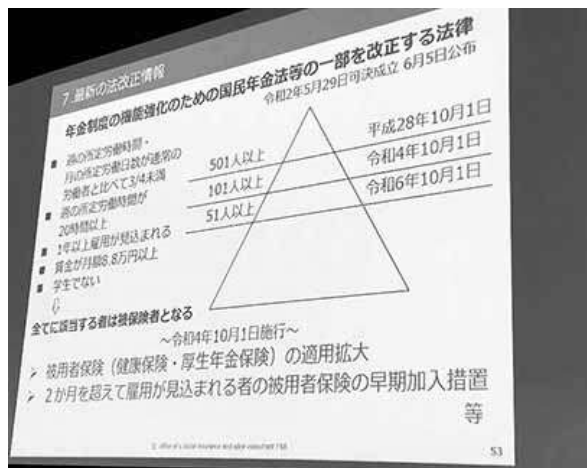 7.最新の法改正情報
年金制度の機能強化のための国民年金法等の一部を改正する法律
令和2年5月29日可決成立 6月5日公布
■ 週の所定労働時間・
月の所定労働日数が通常の
労働者と比べて3/4未満
■ 週の所定労働時間が
20時間以上
■ 1年以上雇用が見込まれる
■ 賃金が月額8.8万円以上
■ 学生でない
⇩
全てに該当する者は被保険者となる
501人以上
平成28年10月1日
101人以上
令和4年10月1日
51人以上
令和6年10月1日
～令和4年10月1日施行～
➢ 被用者保険（健康保険・厚生年金保険）の適用拡大
➢ 2か月を超えて雇用が見込まれる者の被用者保険の早期加入措置
等
53